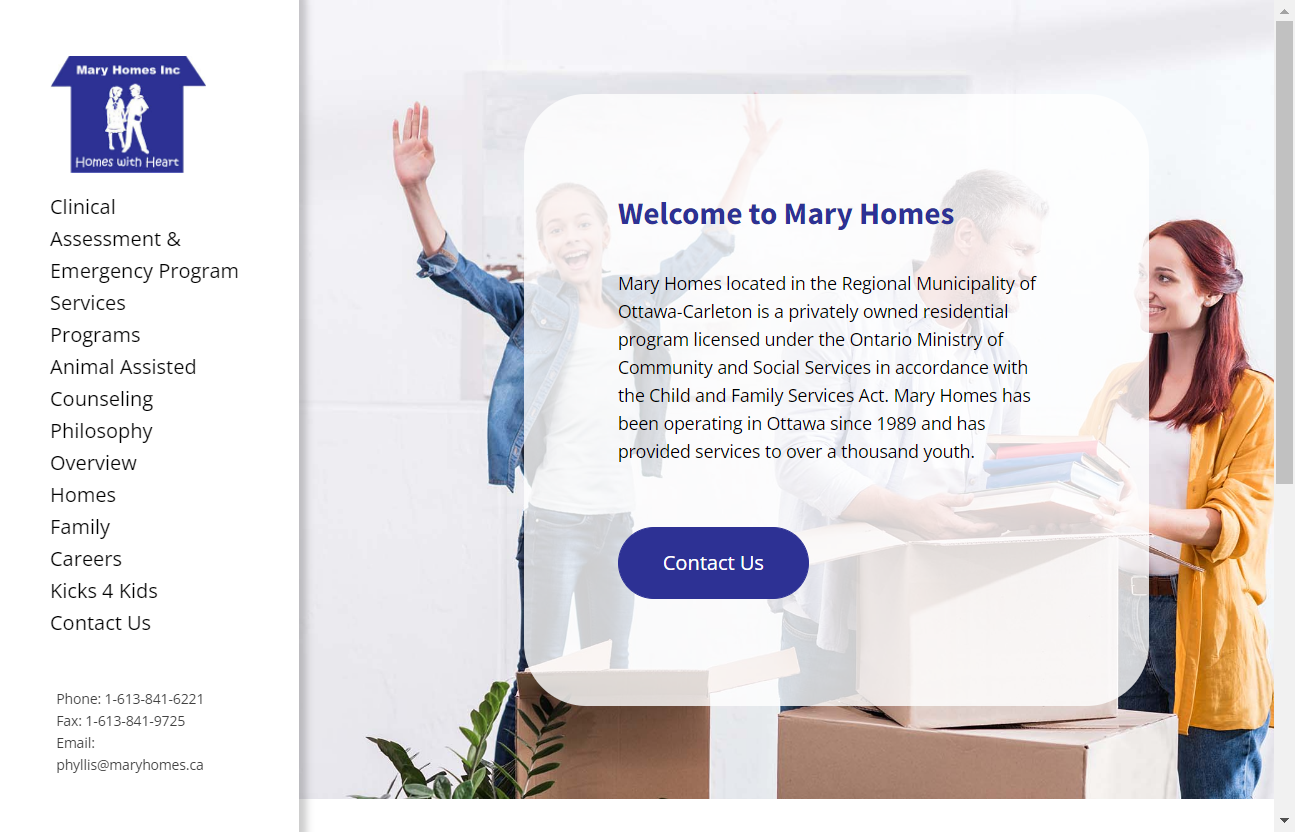 Mary Homes Inc
Homes with Heart
Clinical
Assessment &
Emergency Program
Services
Programs
Animal Assisted
Counseling
Philosophy
Overview
Homes
Family
Careers
Kicks 4 Kids
Contact Us
Phone: 1-613-841-6221
Fax: 1-613-841-9725
Email:
phyllis@maryhomes.ca
Welcome to Mary Homes
Mary Homes located in the Regional Municipality of
Ottawa-Carleton is a privately owned residential
program licensed under the Ontario Ministry of
Community and Social Services in accordance with
the Child and Family Services Act. Mary Homes has
been operating in Ottawa since 1989 and has
provided services to over a thousand youth.
Contact Us